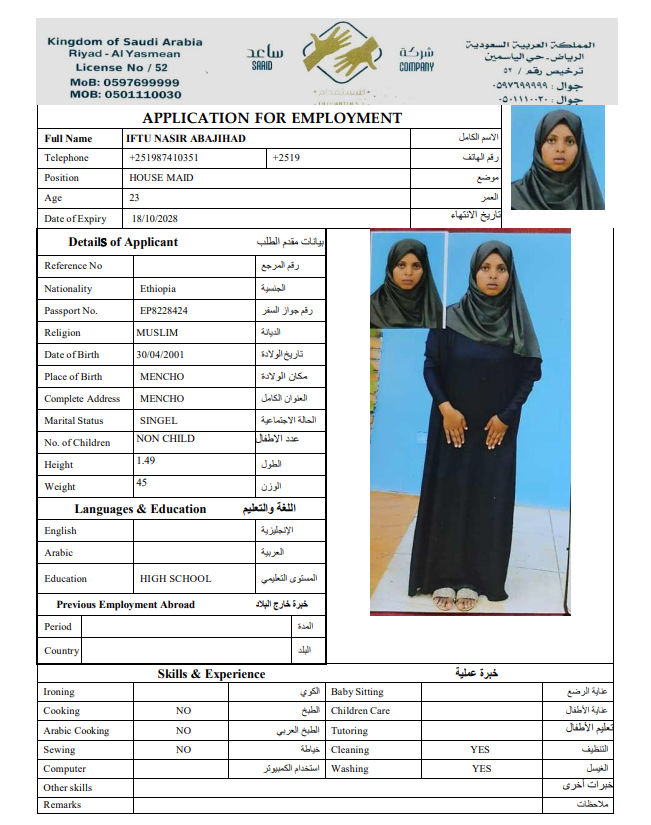 Kingdom of Saudi Arabia
Riyad - Al Yasmean
License No / 52
MoB: 0597699999
MOB: 0501110030
ساعد
SAAID
شركة
COMPANY
للاستقدام
المملكة العربية السعودية
الرياض - حي الياسمين
ترخيص رقم / ٥٢
جوال : ٠٥٩٧٦٩٩٩٩٩
جوال : ٠٥٠١١١٠٠٣٠
APPLICATION FOR EMPLOYMENT
Full Name IFTU NASIR ABAJIHAD الاسم الكامل
Telephone +251987410351 +2519 رقم الهاتف
Position HOUSE MAID موضع
Age 23 العمر
Date of Expiry 18/10/2028 تاريخ الانتهاء
Details of Applicant بيانات مقدم الطلب
Reference No رقم المرجع
Nationality Ethiopia الجنسية
Passport No. EP8228424 رقم جواز السفر
Religion MUSLIM الديانة
Date of Birth 30/04/2001 تاريخ الولادة
Place of Birth MENCHO مكان الولادة
Complete Address MENCHO العنوان الكامل
Marital Status SINGEL الحالة الاجتماعية
No. of Children NON CHILD عدد الاطفال
Height 1.49 الطول
Weight 45 الوزن
Languages & Education اللغة والتعليم
English الإنجليزية
Arabic العربية
Education HIGH SCHOOL المستوى التعليمي
Previous Employment Abroad خبرة خارج البلاد
Period المدة
Country البلد
Skills & Experience خبرة عملية
Ironing الكوي Baby Sitting عناية الرضع
Cooking NO الطبخ Children Care عناية الأطفال
Arabic Cooking NO الطبخ العربي Tutoring تعليم الأطفال
Sewing NO خياطة Cleaning YES التنظيف
Computer استخدام الكمبيوتر Washing YES الغيسل
Other skills خبرات أخرى
Remarks ملاحظات